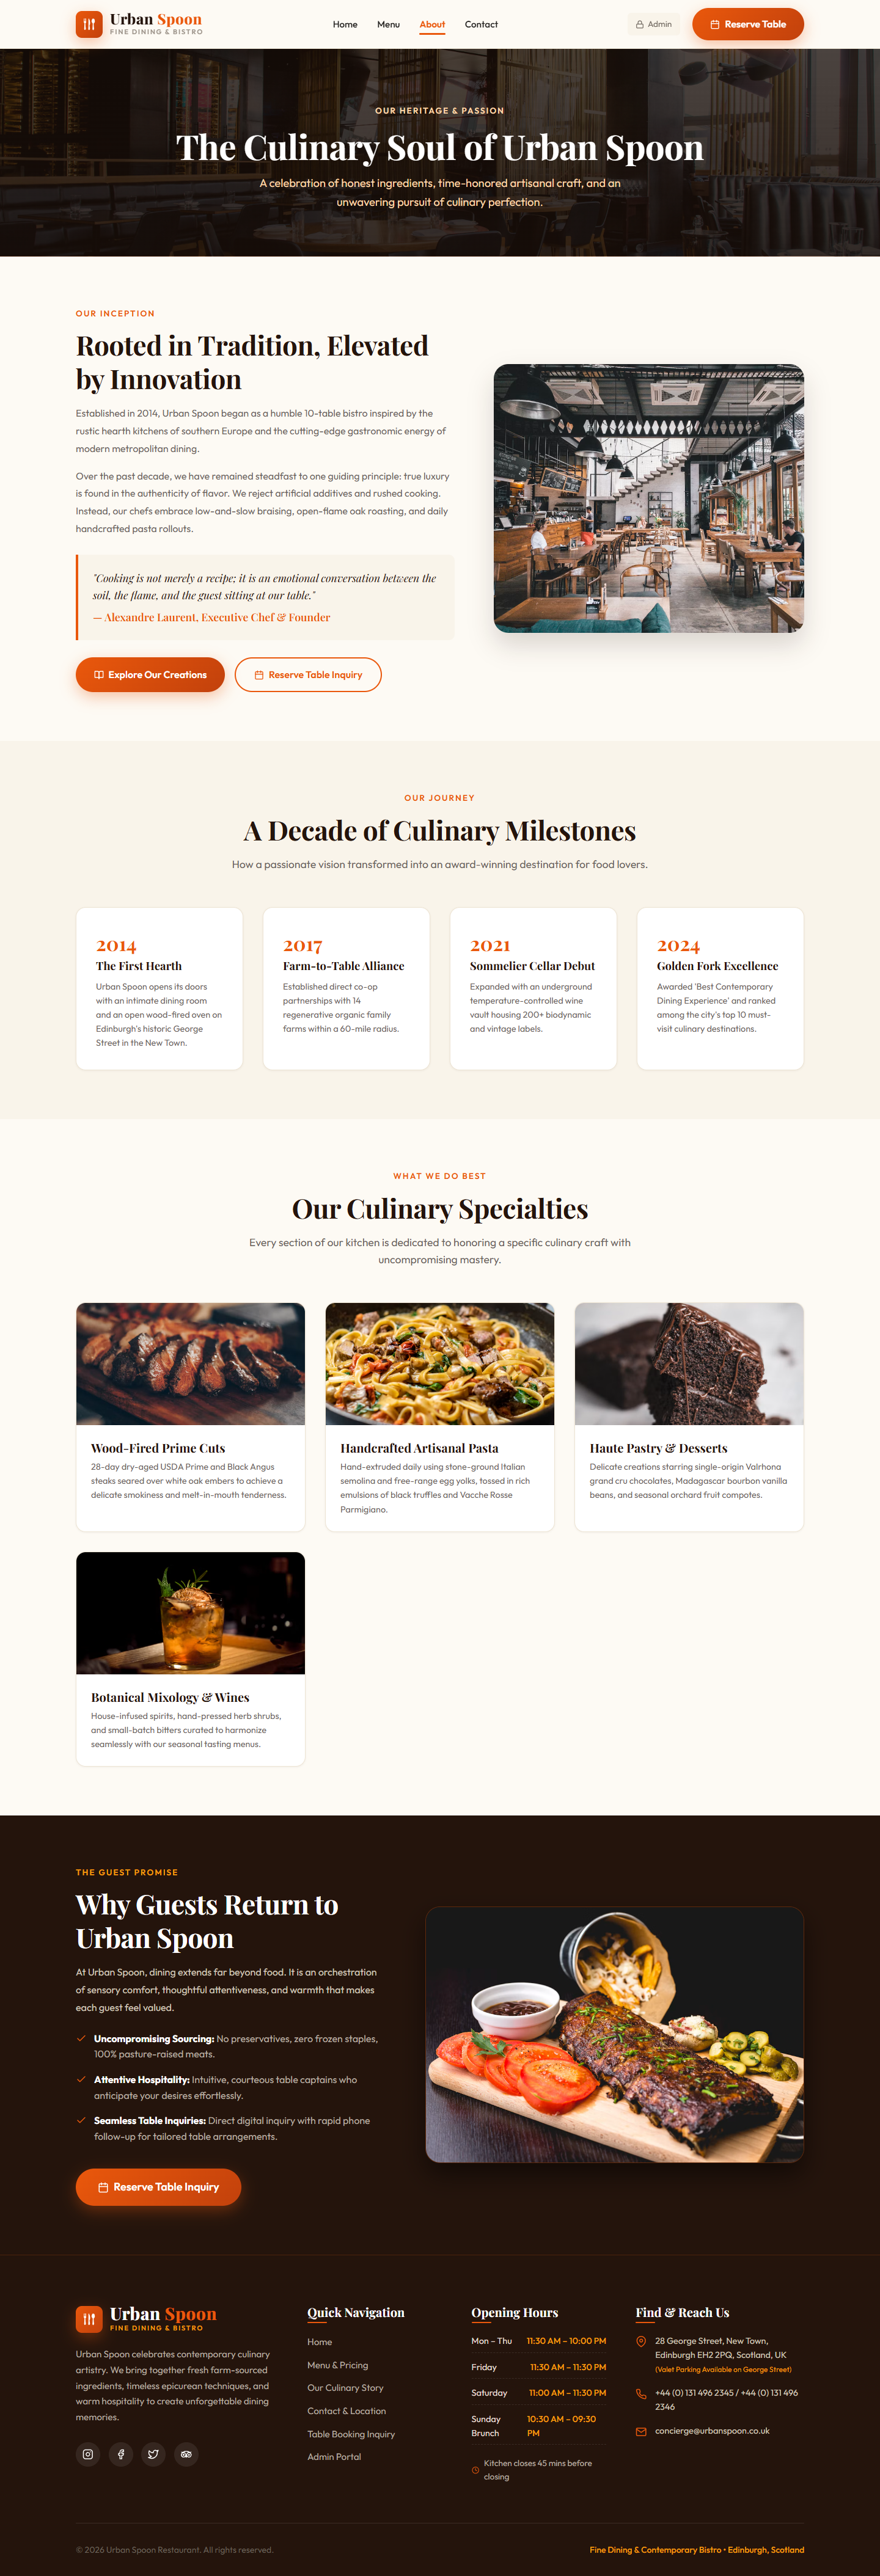 Urban Spoon
FINE DINING & BISTRO
Home
Menu
About
Contact
Admin
Reserve Table
OUR HERITAGE & PASSION
The Culinary Soul of Urban Spoon
A celebration of honest ingredients, time-honored artisanal craft, and an
unwavering pursuit of culinary perfection.
OUR INCEPTION
Rooted in Tradition, Elevated
by Innovation
Established in 2014, Urban Spoon began as a humble 10-table bistro inspired by the
rustic hearth kitchens of southern Europe and the cutting-edge gastronomic energy of
modern metropolitan dining.
Over the past decade, we have remained steadfast to one guiding principle: true luxury
is found in the authenticity of flavor. We reject artificial additives and rushed cooking.
Instead, our chefs embrace low-and-slow braising, open-flame oak roasting, and daily
handcrafted pasta rollouts.
"Cooking is not merely a recipe; it is an emotional conversation between the
soil, the flame, and the guest sitting at our table."
— Alexandre Laurent, Executive Chef & Founder
Explore Our Creations
Reserve Table Inquiry
OUR JOURNEY
A Decade of Culinary Milestones
How a passionate vision transformed into an award-winning destination for food lovers.
2014
The First Hearth
Urban Spoon opens its doors
with an intimate dining room
and an open wood-fired oven on
Edinburgh's historic George
Street in the New Town.
2017
Farm-to-Table Alliance
Established direct co-op
partnerships with 14
regenerative organic family
farms within a 60-mile radius.
2021
Sommelier Cellar Debut
Expanded with an underground
temperature-controlled wine
vault housing 200+ biodynamic
and vintage labels.
2024
Golden Fork Excellence
Awarded 'Best Contemporary
Dining Experience' and ranked
among the city's top 10 must-
visit culinary destinations.
WHAT WE DO BEST
Our Culinary Specialties
Every section of our kitchen is dedicated to honoring a specific culinary craft with
uncompromising mastery.
Wood-Fired Prime Cuts
28-day dry-aged USDA Prime and Black Angus
steaks seared over white oak embers to achieve a
delicate smokiness and melt-in-mouth tenderness.
Handcrafted Artisanal Pasta
Hand-extruded daily using stone-ground Italian
semolina and free-range egg yolks, tossed in rich
emulsions of black truffles and Vacche Rosse
Parmigiano.
Haute Pastry & Desserts
Delicate creations starring single-origin Valrhona
grand cru chocolates, Madagascar bourbon vanilla
beans, and seasonal orchard fruit compotes.
Botanical Mixology & Wines
House-infused spirits, hand-pressed herb shrubs,
and small-batch bitters curated to harmonize
seamlessly with our seasonal tasting menus.
THE GUEST PROMISE
Why Guests Return to
Urban Spoon
At Urban Spoon, dining extends far beyond food. It is an orchestration
of sensory comfort, thoughtful attentiveness, and warmth that makes
each guest feel valued.
Uncompromising Sourcing: No preservatives, zero frozen staples,
100% pasture-raised meats.
Attentive Hospitality: Intuitive, courteous table captains who
anticipate your desires effortlessly.
Seamless Table Inquiries: Direct digital inquiry with rapid phone
follow-up for tailored table arrangements.
Reserve Table Inquiry
Urban Spoon
FINE DINING & BISTRO
Urban Spoon celebrates contemporary culinary
artistry. We bring together fresh farm-sourced
ingredients, timeless epicurean techniques, and
warm hospitality to create unforgettable dining
memories.
Quick Navigation
Home
Menu & Pricing
Our Culinary Story
Contact & Location
Table Booking Inquiry
Admin Portal
Opening Hours
Mon – Thu 11:30 AM – 10:00 PM
Friday 11:30 AM – 11:30 PM
Saturday 11:00 AM – 11:30 PM
Sunday 10:30 AM – 09:30
Brunch PM
Kitchen closes 45 mins before
closing
Find & Reach Us
28 George Street, New Town,
Edinburgh EH2 2PQ, Scotland, UK
(Valet Parking Available on George Street)
+44 (0) 131 496 2345 / +44 (0) 131 496
2346
concierge@urbanspoon.co.uk
© 2026 Urban Spoon Restaurant. All rights reserved.
Fine Dining & Contemporary Bistro • Edinburgh, Scotland